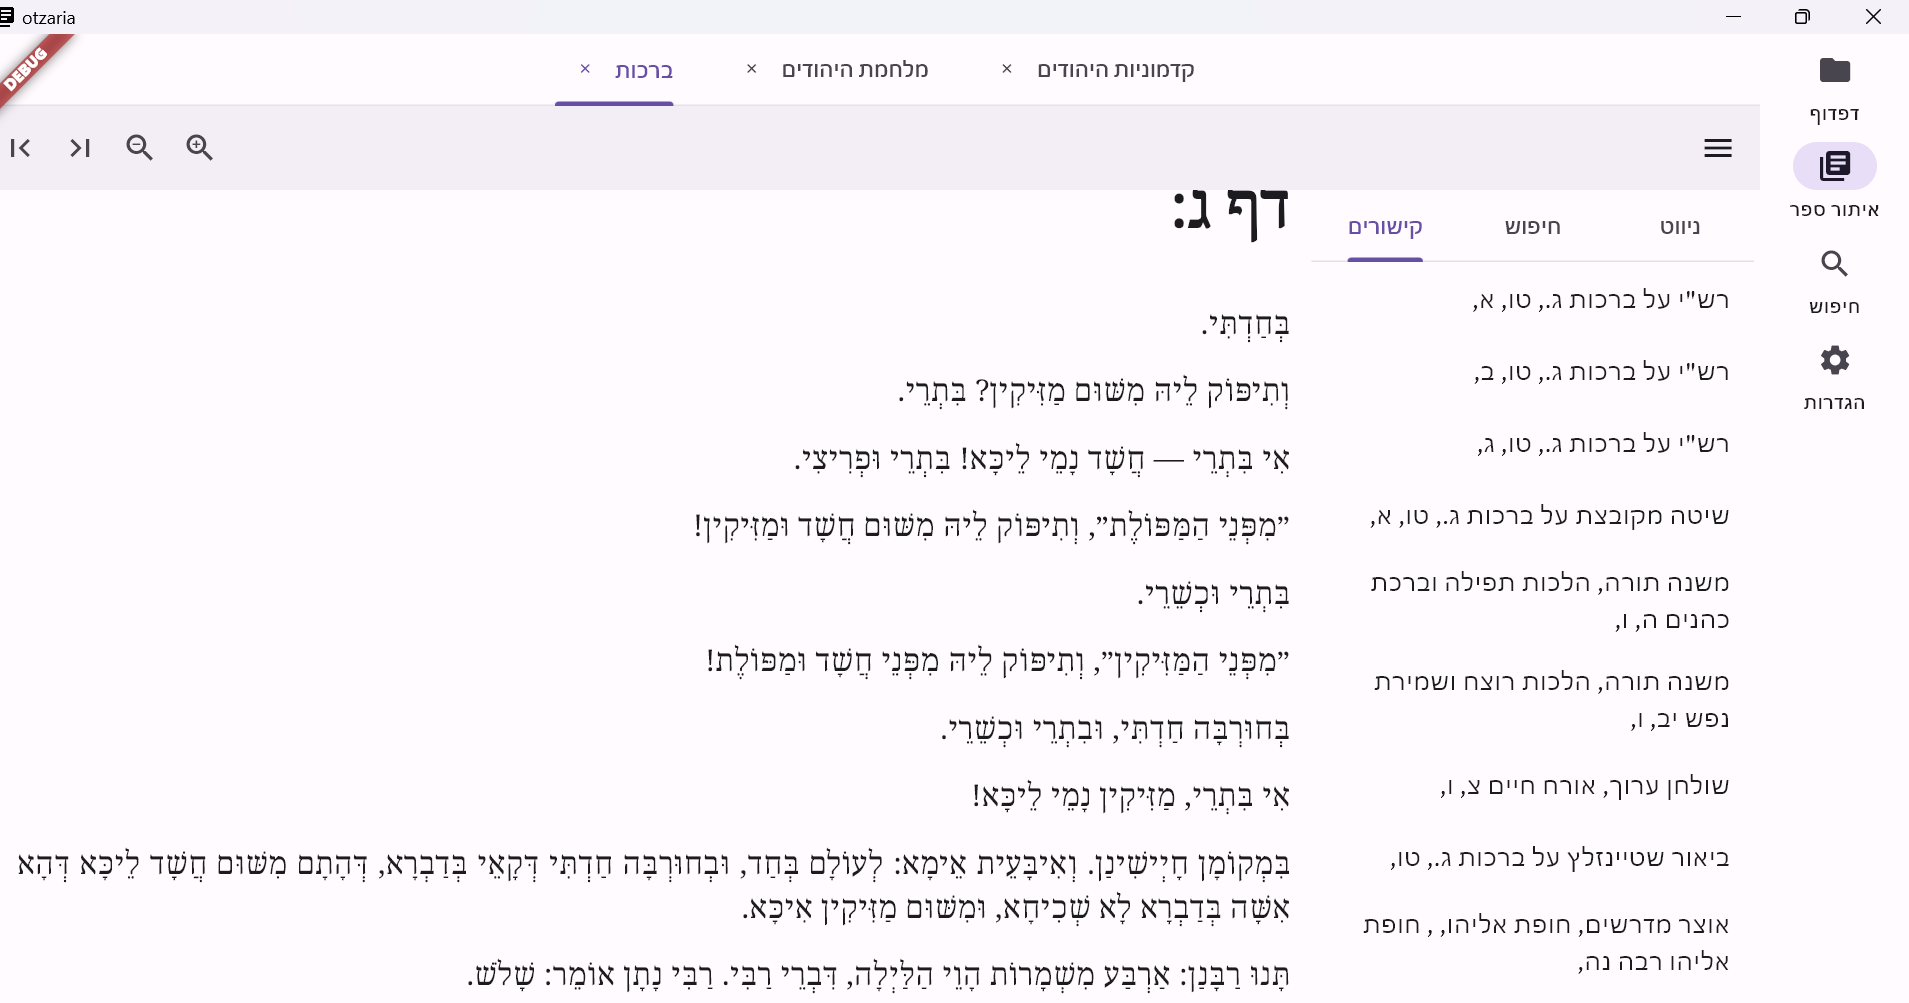 otzaria
DEBUG
קדמוניות היהודים
מלחמת היהודים
ברכות
דפדוף
איתור ספר
חיפוש
הגדרות
ניווט
חיפוש
קישורים
רש"י על ברכות ג., טו, א,
רש"י על ברכות ג., טו, ב,
רש"י על ברכות ג., טו, ג,
שיטה מקובצת על ברכות ג., טו, א,
משנה תורה, הלכות תפילה וברכת
כהנים ה, ו,
משנה תורה, הלכות רוצח ושמירת
נפש יב, ו,
שולחן ערוך, אורח חיים צ, ו,
ביאור שטיינזלץ על ברכות ג., טו,
אוצר מדרשים, חופת אליהו, , חופת
אליהו רבה נה,
דף ג:
בְּחַדְתִּי.
וְתִיפּוֹק לֵיהּ מִשּׁוּם מַזִּיקִין? בִּתְרֵי.
אִי בִּתְרֵי — חֲשָׁד נָמֵי לֵיכָּא! בִּתְרֵי וּפְרִיצִי.
”מִפְּנֵי הַמַּפּוֹלֶת”, וְתִיפּוֹק לֵיהּ מִשּׁוּם חֲשָׁד וּמַזִּיקִין!
בִּתְרֵי וּכְשֵׁרֵי.
”מִפְּנֵי הַמַּזִּיקִין”, וְתִיפּוֹק לֵיהּ מִפְּנֵי חֲשָׁד וּמַפּוֹלֶת!
בְּחוּרְבָּה חַדְתִּי, וּבִתְרֵי וּכְשֵׁרֵי.
אִי בִּתְרֵי, מַזִּיקִין נָמֵי לֵיכָּא!
בִּמְקוֹמָן חָיְישִׁינַן. וְאִיבָּעֵית אֵימָא: לְעוֹלָם בְּחַד, וּבְחוּרְבָּה חַדְתִּי דְּקָאֵי בְּדַבְרָא, דְּהָתָם מִשּׁוּם חֲשָׁד לֵיכָּא דְּהָא
אִשָּׁה בְּדַבְרָא לָא שְׁכִיחָא, וּמִשּׁוּם מַזִּיקִין אִיכָּא.
תָּנוּ רַבָּנַן: אַרְבַּע מִשְׁמָרוֹת הָוֵי הַלַּיְלָה, דִּבְרֵי רַבִּי. רַבִּי נָתָן אוֹמֵר: שָׁלֹשׁ.